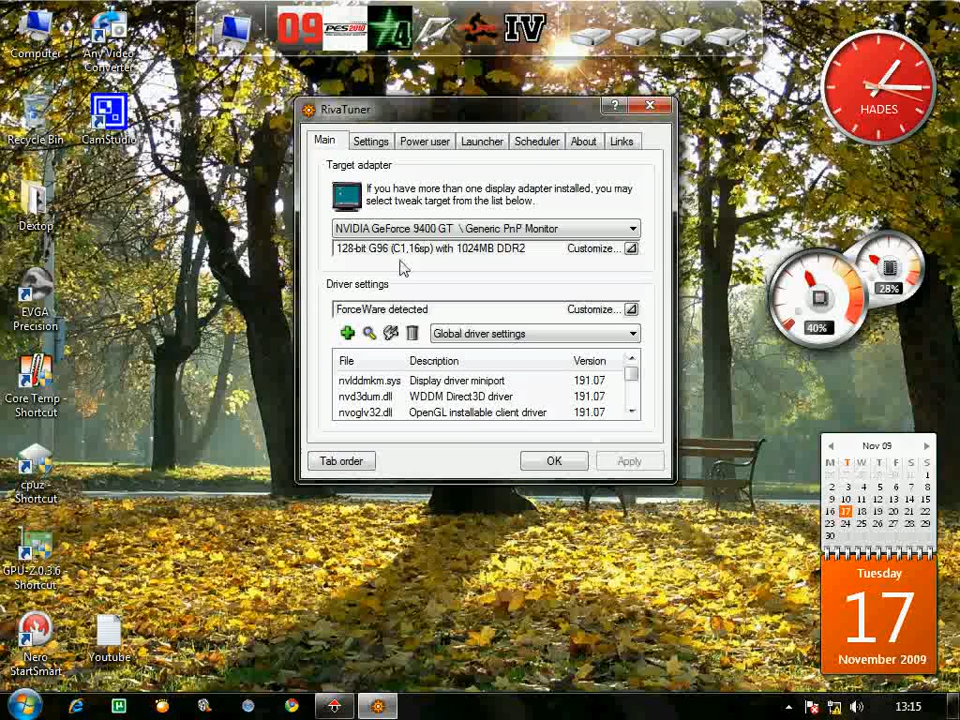 09
PES2010
4
IV
Computer
Any Video
Converter
Recycle Bin
CamStudio
Dextop
EVGA
Precision
Core Temp -
Shortcut
cpuz -
Shortcut
GPU-Z.0.3.6
Shortcut
Nero
StartSmart
Youtube
RivaTuner
Main
Settings
Power user
Launcher
Scheduler
About
Links
Target adapter
If you have more than one display adapter installed, you may
select tweak target from the list below.
NVIDIA GeForce 9400 GT \ Generic PnP Monitor
128-bit G96 (C1,16sp) with 1024MB DDR2
Customize...
Driver settings
ForceWare detected
Customize...
Global driver settings
File Description Version
nvlddmkm.sys Display driver miniport 191.07
nvd3dum.dll WDDM Direct3D driver 191.07
nvoglv32.dll OpenGL installable client driver 191.07
Tab order
OK
Apply
HADES
28%
40%
Nov 09
M T W T F S S
1
2 3 4 5 6 7 8
9 10 11 12 13 14 15
16 17 18 19 20 21 22
23 24 25 26 27 28 29
30
Tuesday
17
November 2009
13:15